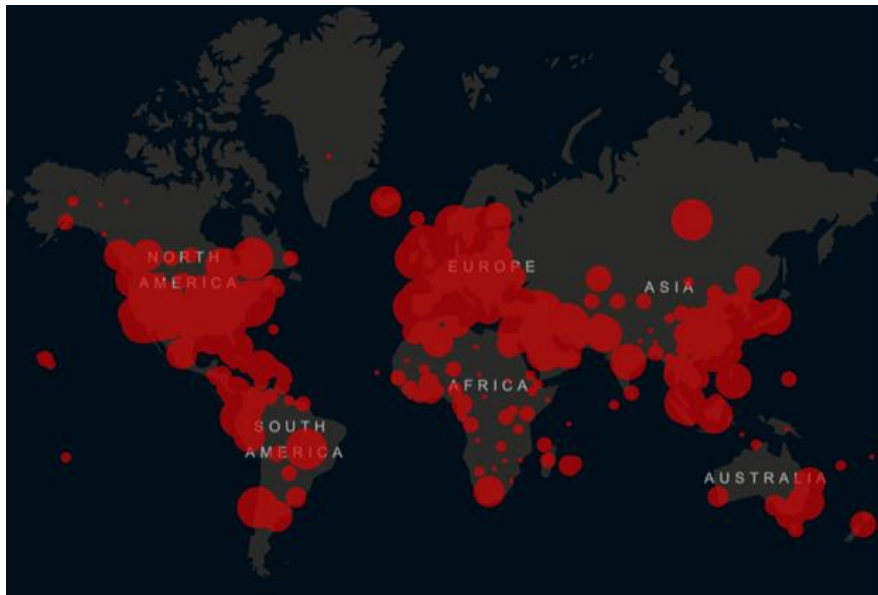 NORTH
AMERICA
EUROPE
ASIA
AFRICA
SOUTH
AMERICA
AUSTRALIA